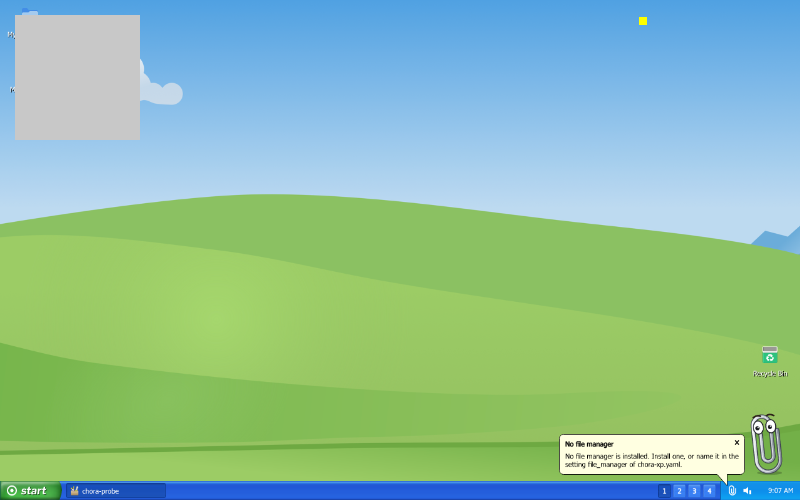 No file manager
No file manager is installed. Install one, or name it in the
setting file_manager of chora-xp.yaml.
Recycle Bin
start
chora-probe
1 2 3 4
9:07 AM